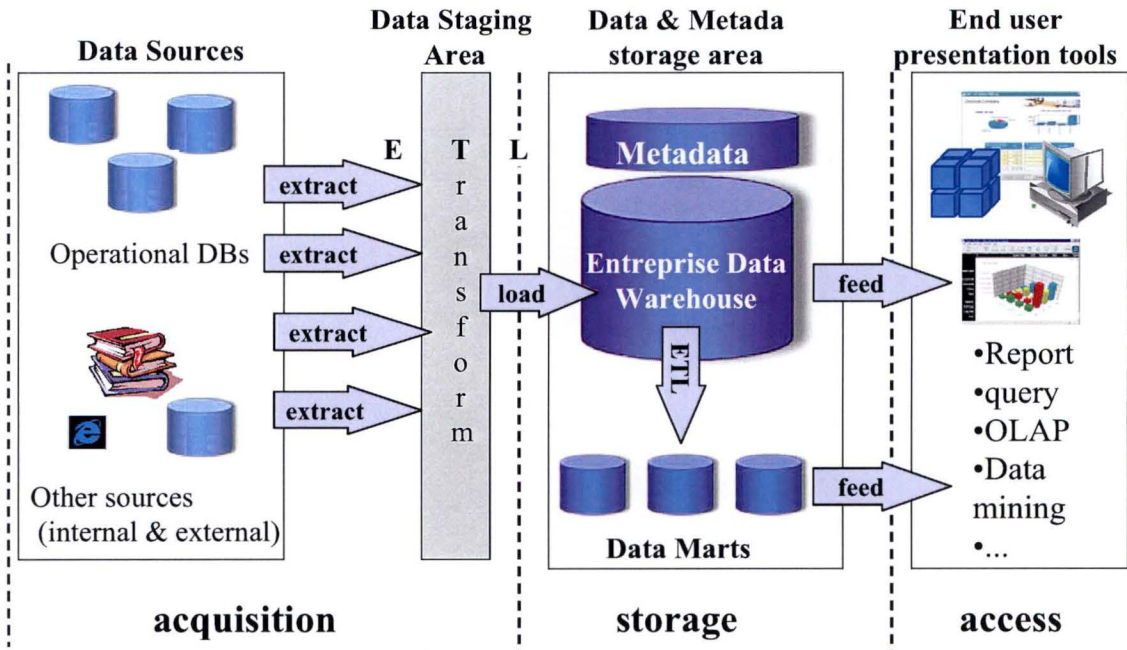 Data Sources
Data Staging
Area
Data & Metada
storage area
End user
presentation tools
E
T
L
r
a
n
s
f
o
r
m
extract
extract
extract
extract
Operational DBs
Other sources
(internal & external)
load
Metadata
Entreprise Data
Warehouse
ETL
Data Marts
feed
feed
•Report
•query
•OLAP
•Data
mining
•...
acquisition
storage
access